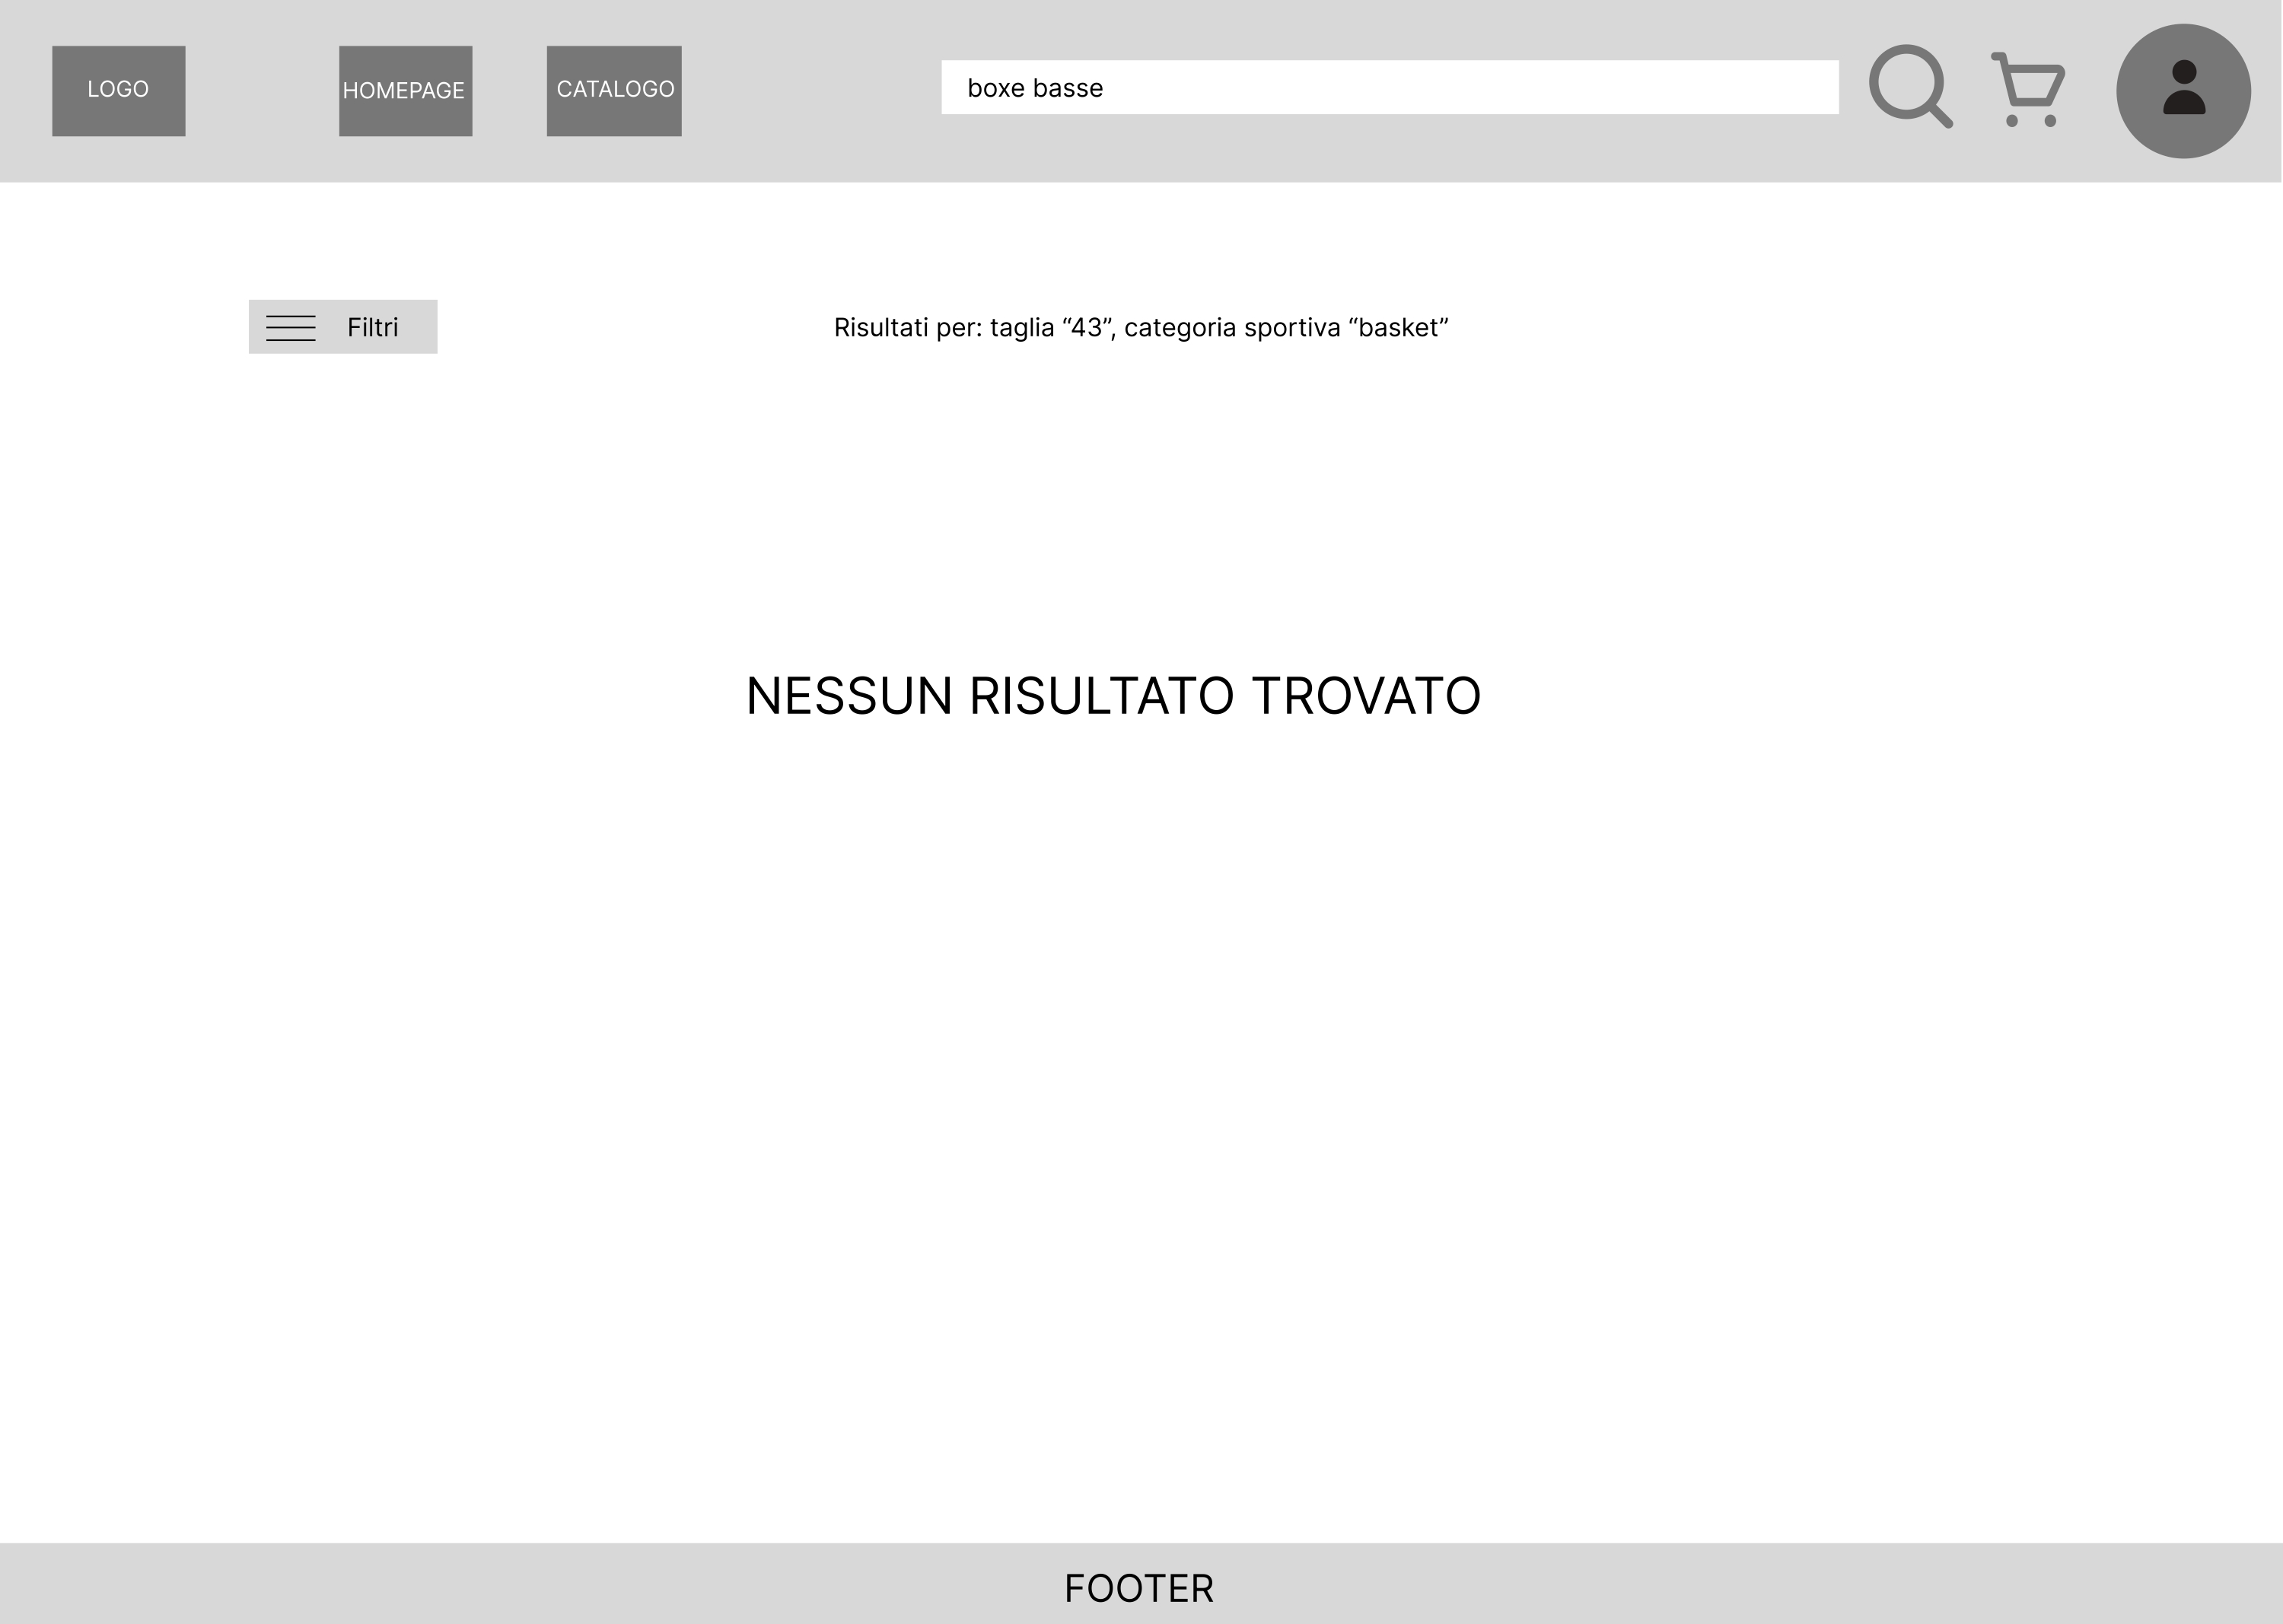 LOGO
HOMEPAGE
CATALOGO
boxe basse
Filtri
Risultati per: taglia “43”, categoria sportiva “basket”
NESSUN RISULTATO TROVATO
FOOTER